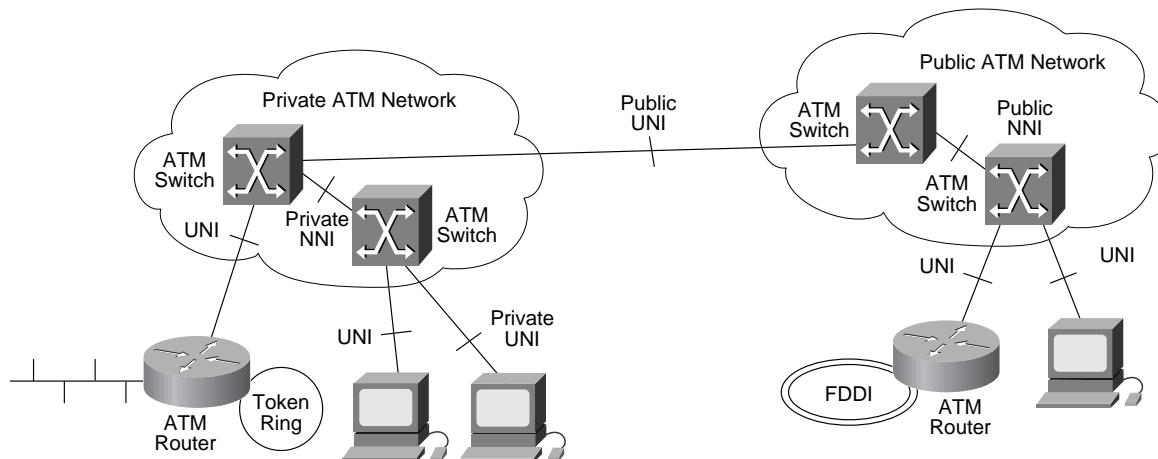 Private ATM Network
Public ATM Network
Public
UNI
ATM
Switch
Public
NNI
ATM
Switch
ATM
Switch
UNI
Private
NNI
ATM
Switch
UNI
UNI
UNI
Private
UNI
ATM
Router
Token
Ring
FDDI
ATM
Router